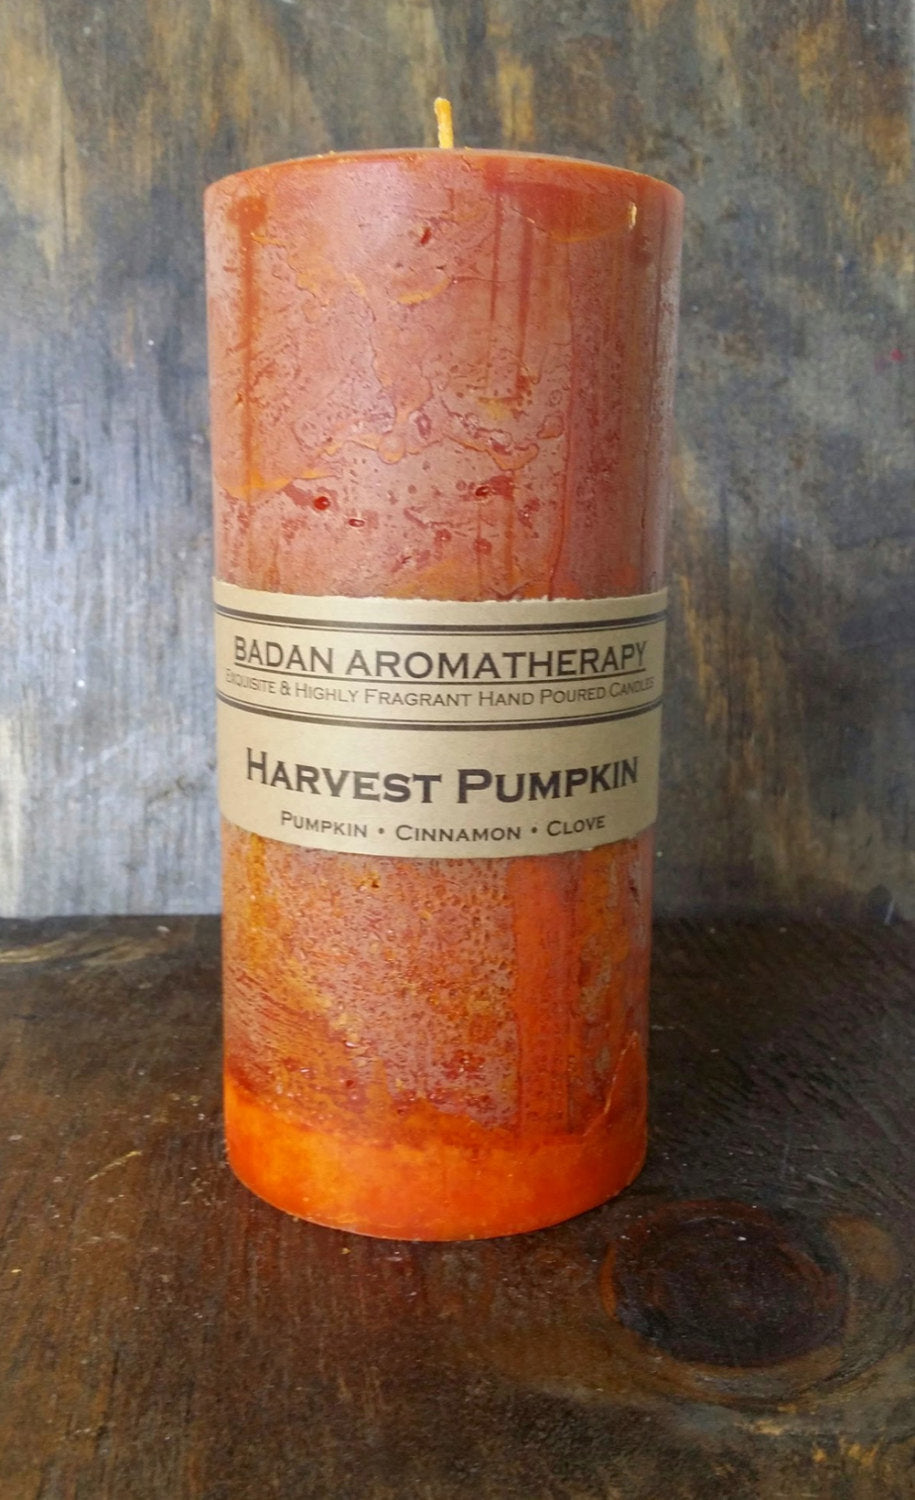 BADAN AROMATHERAPY
EXQUISITE & HIGHLY FRAGRANT HAND POURED CANDLES
HARVEST PUMPKIN
PUMPKIN • CINNAMON • CLOVE